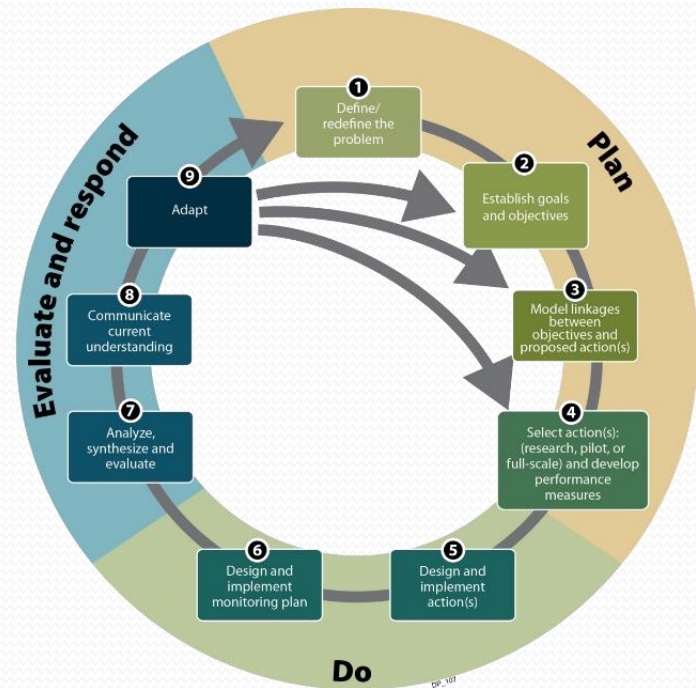 1
Define/
redefine the
problem
2
Establish goals
and objectives
3
Model linkages
between
objectives and
proposed action(s)
4
Select action(s):
(research, pilot, or
full-scale) and develop
performance
measures
5
Design and
implement
action(s)
6
Design and
implement
monitoring plan
7
Analyze,
synthesize and
evaluate
8
Communicate
current
understanding
9
Adapt
Plan
Do
Evaluate and respond
DP_107